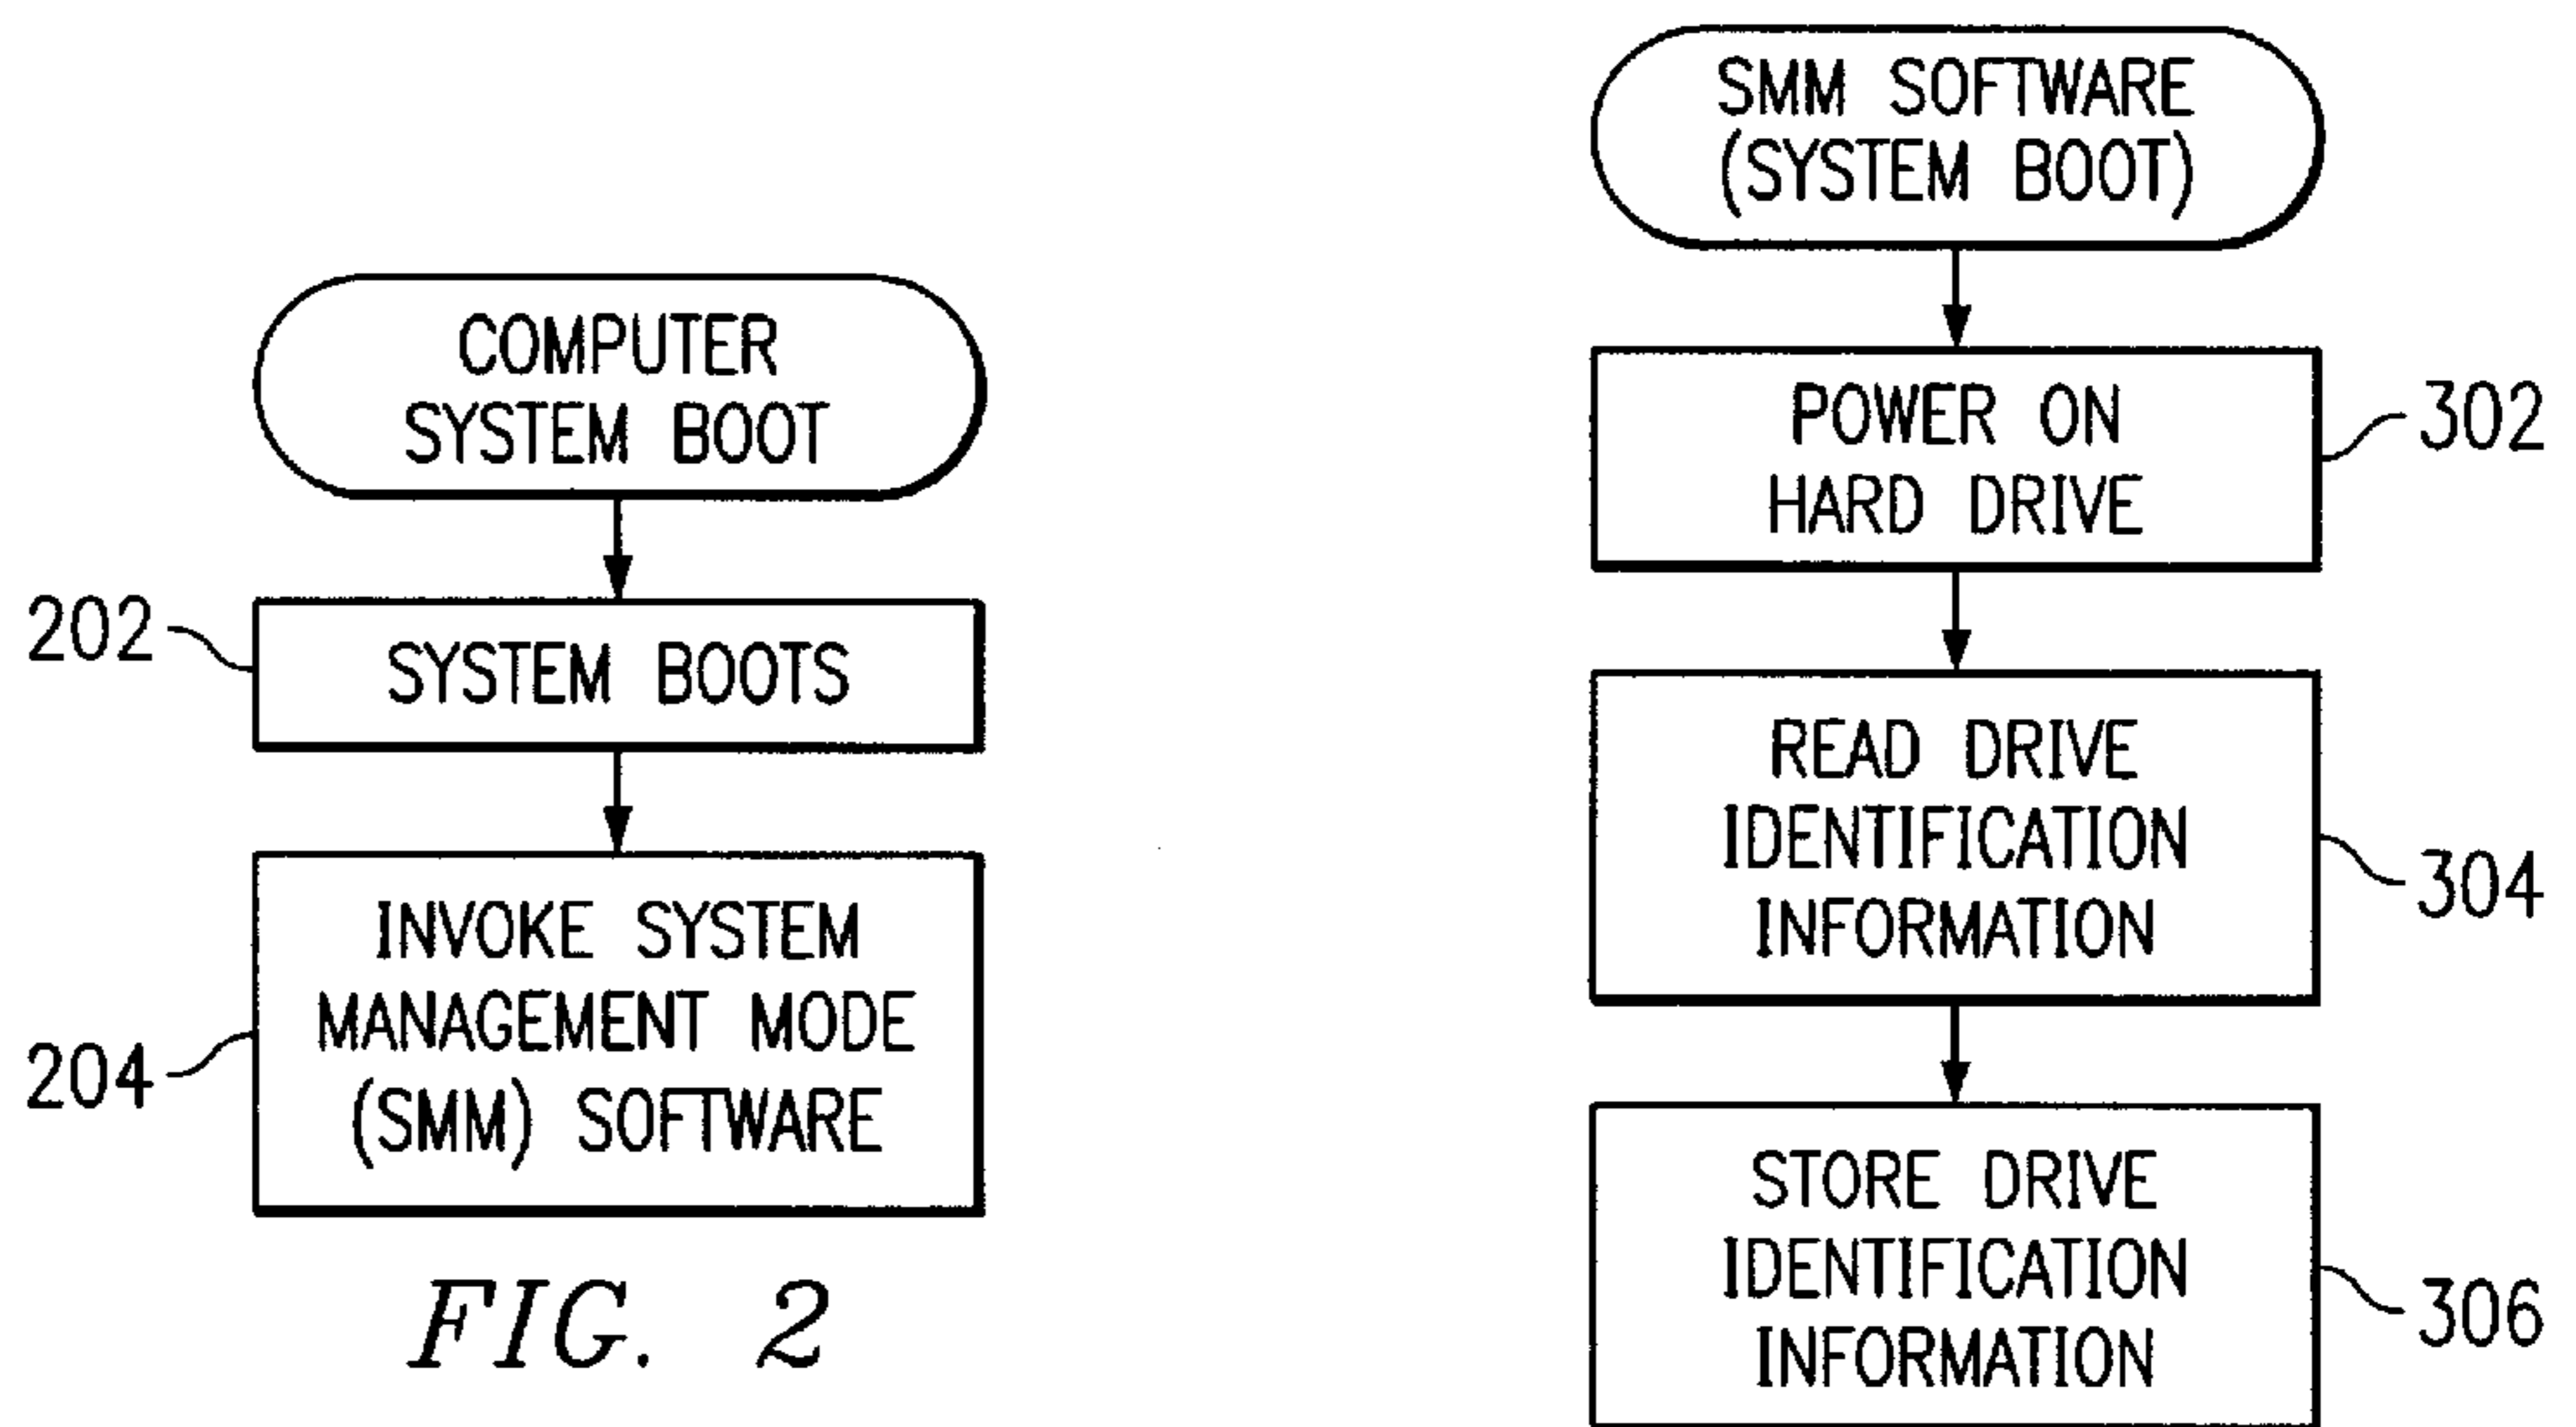 COMPUTER
SYSTEM BOOT
202
SYSTEM BOOTS
INVOKE SYSTEM
MANAGEMENT MODE
(SMM) SOFTWARE
204
FIG. 2
SMM SOFTWARE
(SYSTEM BOOT)
POWER ON
HARD DRIVE
302
READ DRIVE
IDENTIFICATION
INFORMATION
304
STORE DRIVE
IDENTIFICATION
INFORMATION
306